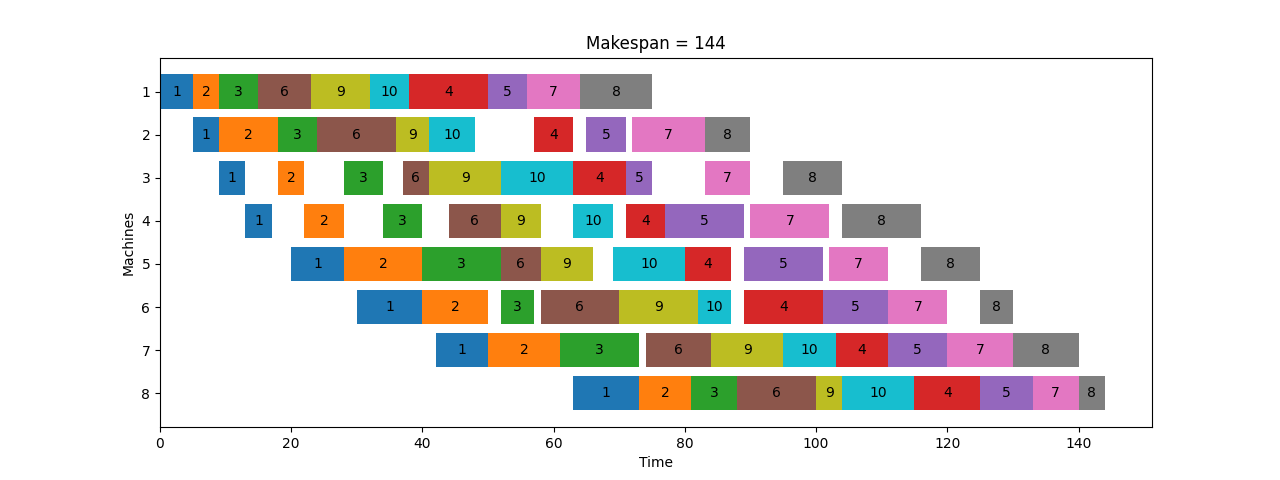 Makespan = 144
1 1 2 3 6 9 10 4 5 7 8
2 1 2 3 6 9 10 4 5 7 8
3 1 2 3 6 9 10 4 5 7 8
4 1 2 3 6 9 10 4 5 7 8
5 1 2 3 6 9 10 4 5 7 8
6 1 2 3 6 9 10 4 5 7 8
7 1 2 3 6 9 10 4 5 7 8
8 1 2 3 6 9 10 4 5 7 8
Machines
0 20 40 60 80 100 120 140
Time